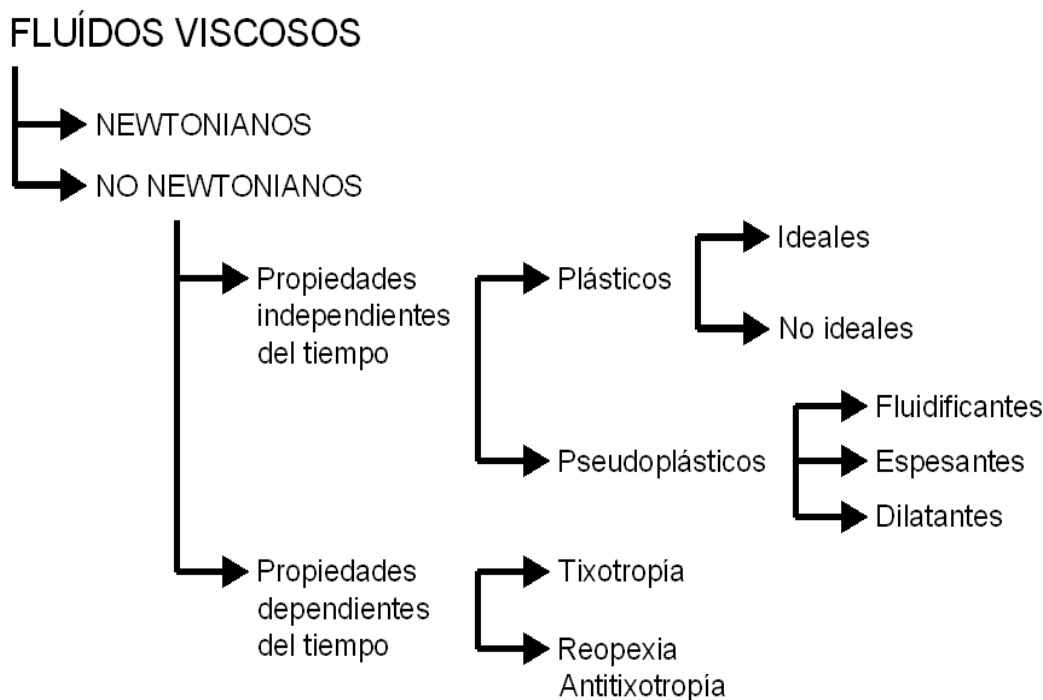 FLUÍDOS VISCOSOS
NEWTONIANOS
NO NEWTONIANOS
Propiedades
independientes
del tiempo
Plásticos
Ideales
No ideales
Pseudoplásticos
Fluidificantes
Espesantes
Dilatantes
Propiedades
dependientes
del tiempo
Tixotropía
Reopexia
Antitixotropía